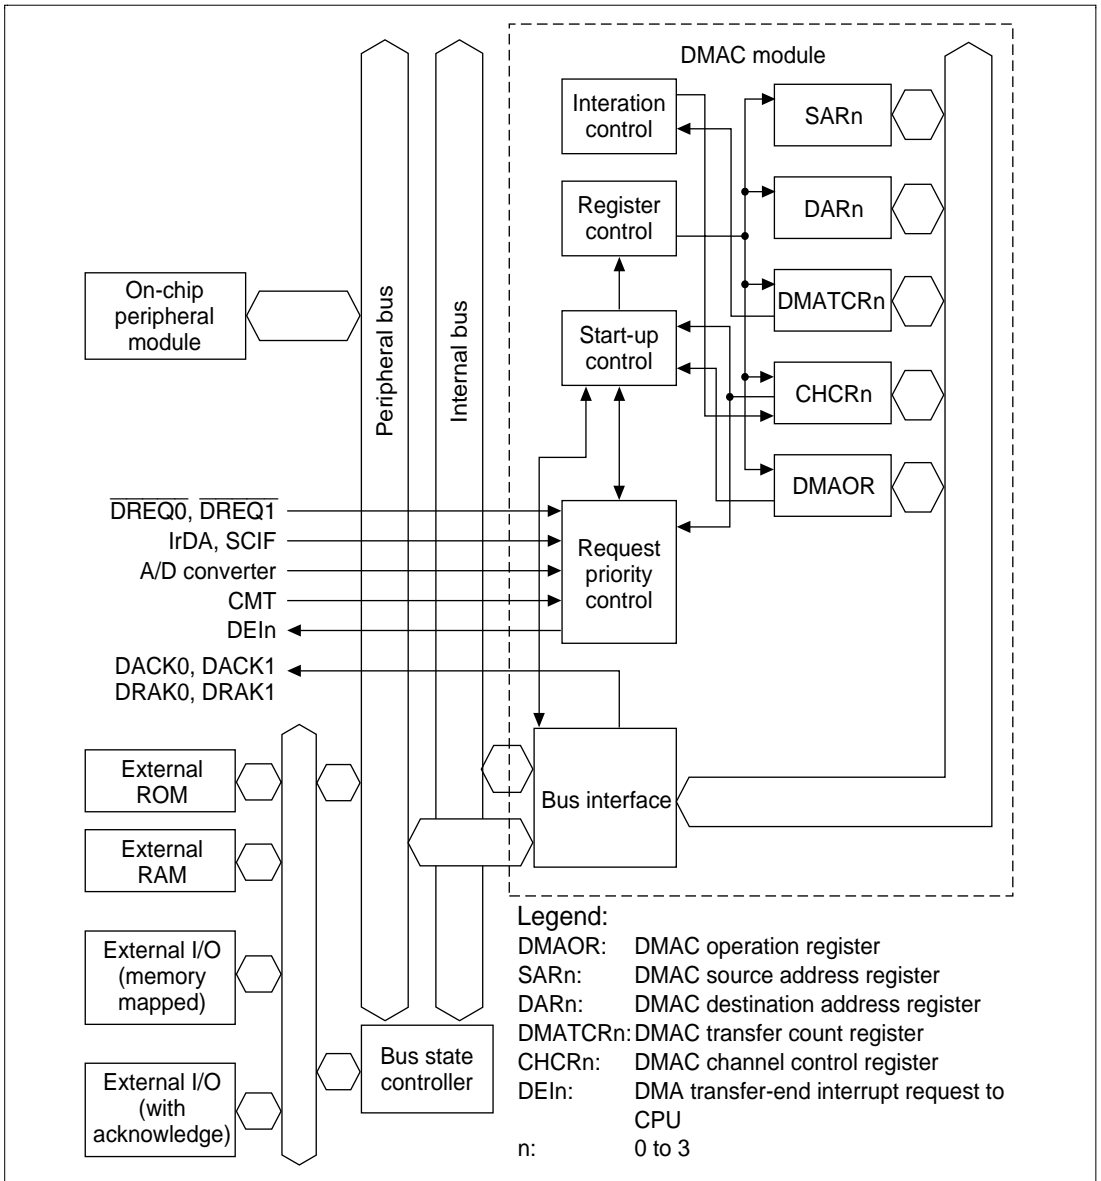 DMAC module
Interation
control
SARn
Register
control
DARn
On-chip
peripheral
module
Peripheral bus
Internal bus
Start-up
control
DMATCRn
CHCRn
DMAOR
DREQ0, DREQ1
IrDA, SCIF
A/D converter
CMT
DEIn
Request
priority
control
DACK0, DACK1
DRAK0, DRAK1
External
ROM
Bus interface
External
RAM
External I/O
(memory
mapped)
External I/O
(with
acknowledge)
Bus state
controller
Legend:
DMAOR: DMAC operation register
SARn: DMAC source address register
DARn: DMAC destination address register
DMATCRn: DMAC transfer count register
CHCRn: DMAC channel control register
DEIn: DMA transfer-end interrupt request to
CPU
n: 0 to 3